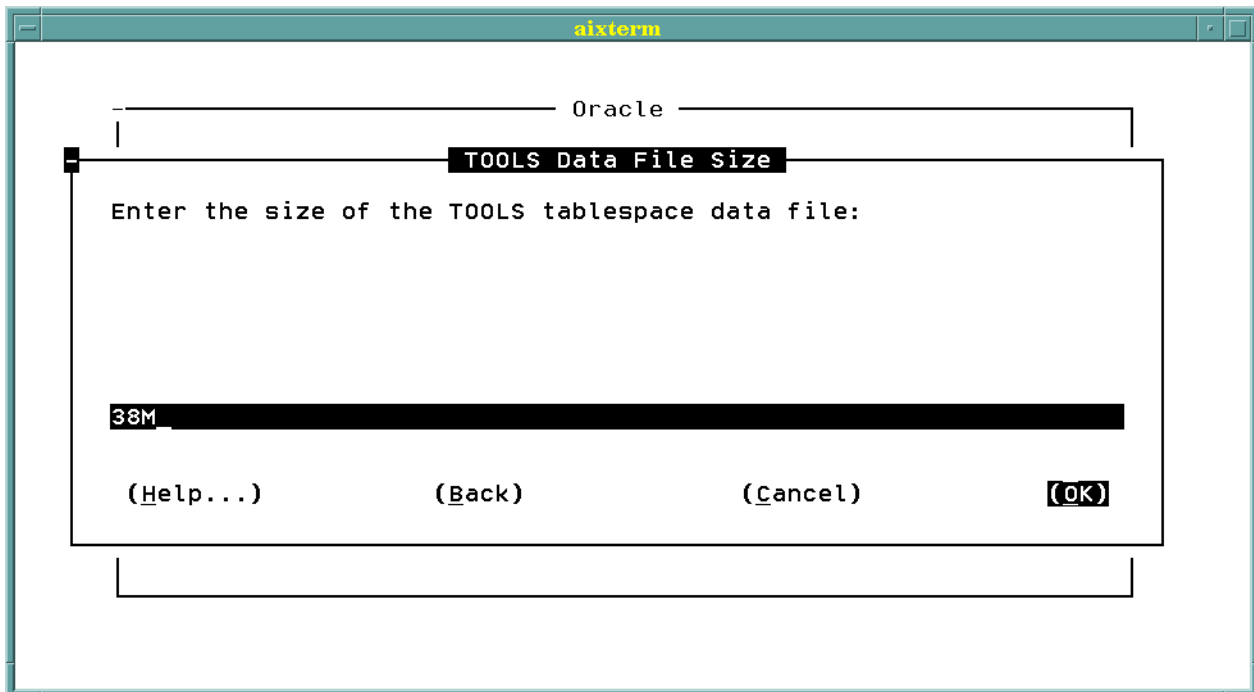 aixterm
Oracle
TOOLS Data File Size
Enter the size of the TOOLS tablespace data file:
38M_
(Help...) (Back) (Cancel) (OK)